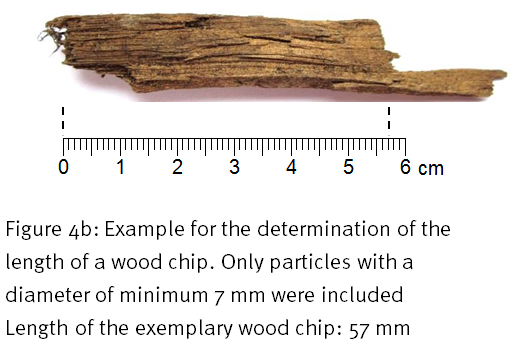 0 1 2 3 4 5 6 cm
Figure 4b: Example for the determination of the
length of a wood chip. Only particles with a
diameter of minimum 7 mm were included
Length of the exemplary wood chip: 57 mm